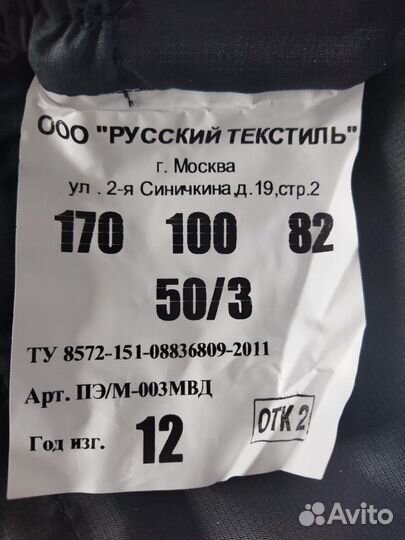 ООО "РУССКИЙ ТЕКСТИЛЬ"
г. Москва
ул . 2-я Синичкина,д.19,стр.2
170 100 82
50/3
ТУ 8572-151-08836809-2011
Арт. ПЭ/М-003МВД
Год изг. 12 ОТК 2
Avito